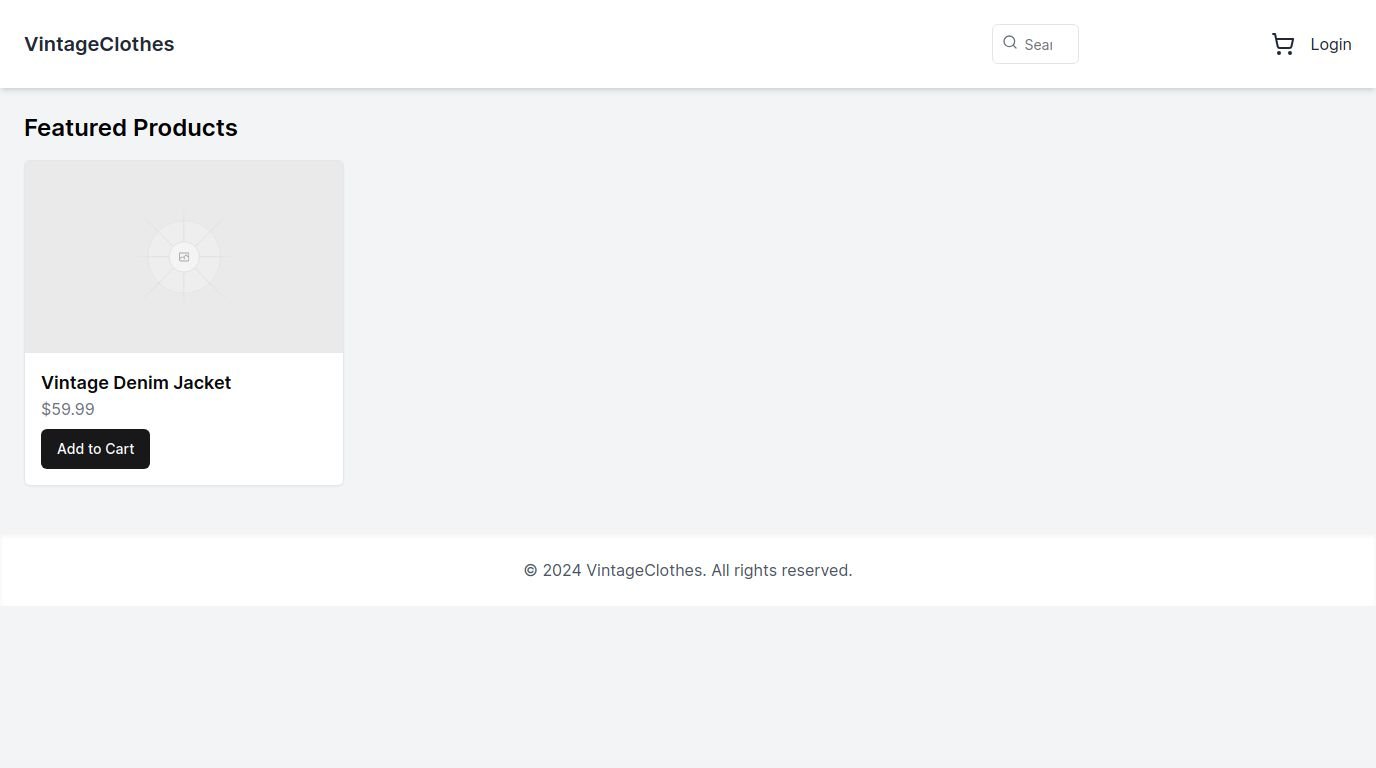 VintageClothes
Sear
Login
Featured Products
Vintage Denim Jacket
$59.99
Add to Cart
© 2024 VintageClothes. All rights reserved.